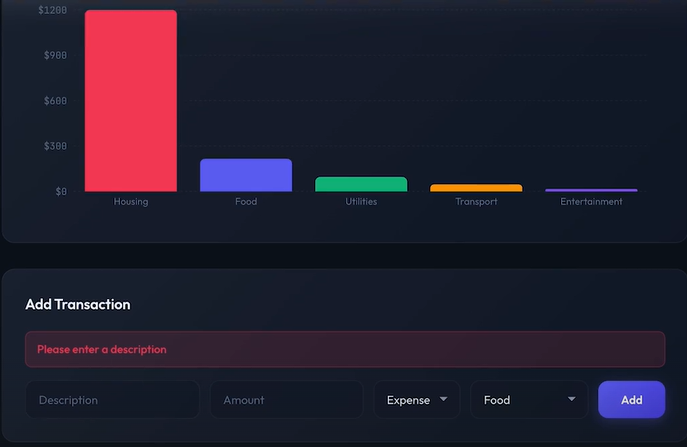 $1200
$900
$600
$300
$0
Housing Food Utilities Transport Entertainment
Add Transaction
Please enter a description
Description Amount Expense Food Add